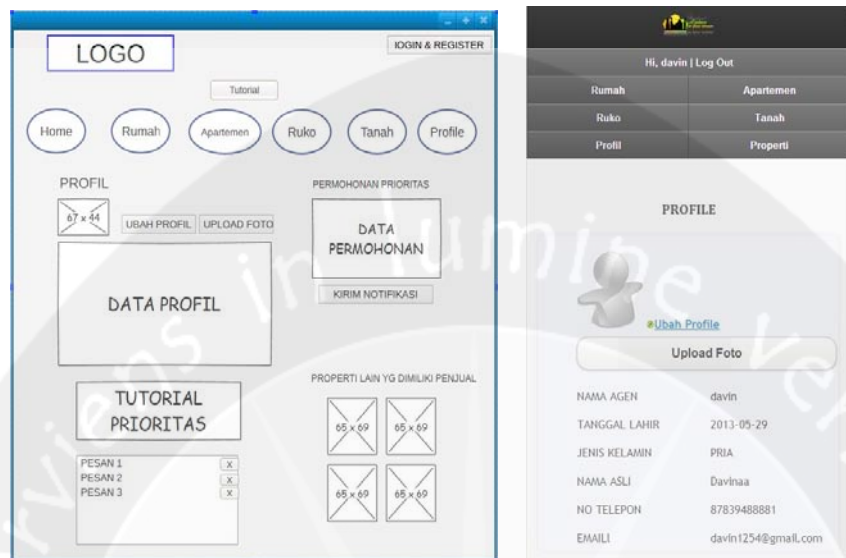 LOGO
IOGIN & REGISTER
Tutorial
Home Rumah Apartemen Ruko Tanah Profile
PROFIL
67 x 44
UBAH PROFIL UPLOAD FOTO
DATA PROFIL
TUTORIAL
PRIORITAS
PESAN 1 X
PESAN 2 X
PESAN 3 X
PERMOHONAN PRIORITAS
DATA
PERMOHONAN
KIRIM NOTIFIKASI
PROPERTI LAIN YG DIMILIKI PENJUAL
65 x 69 65 x 69
65 x 69 65 x 69
Hi, davin | Log Out
Rumah Apartemen
Ruko Tanah
Profil Properti
PROFILE
Ubah Profile
Upload Foto
NAMA AGEN davin
TANGGAL LAHIR 2013-05-29
JENIS KELAMIN PRIA
NAMA ASLI Davinaa
NO TELEPON 87839488881
EMAILI davin1254@gmail.com
in lumine